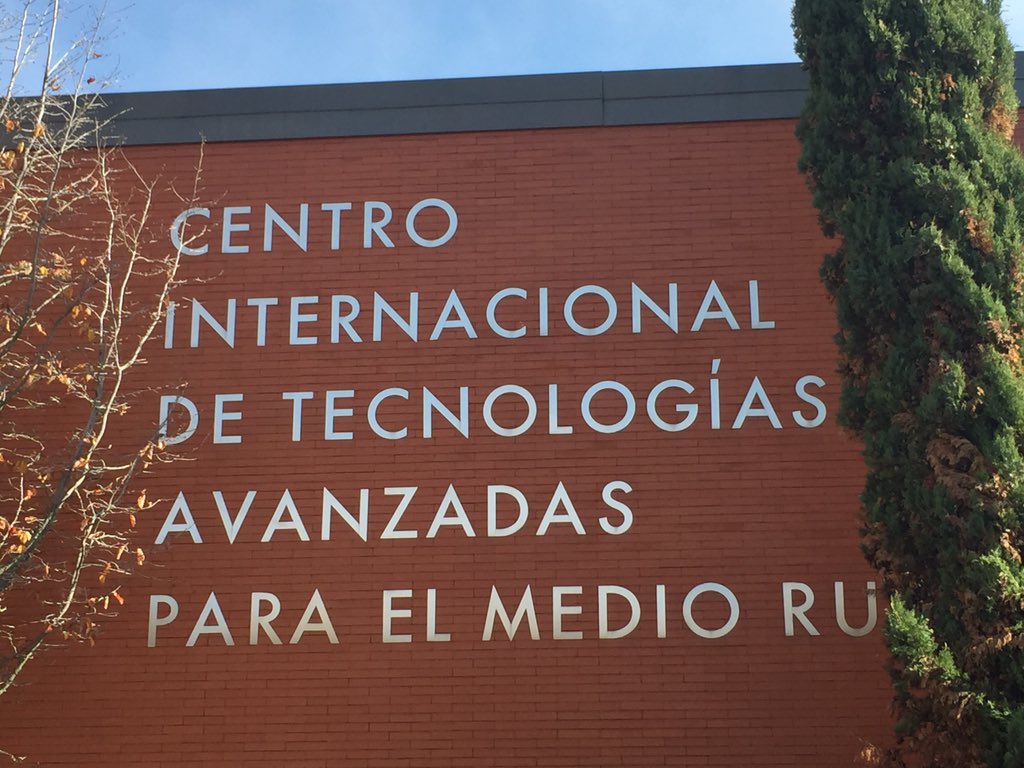 CENTRO
INTERNACIONAL
DE TECNOLOGÍAS
AVANZADAS
PARA EL MEDIO RU